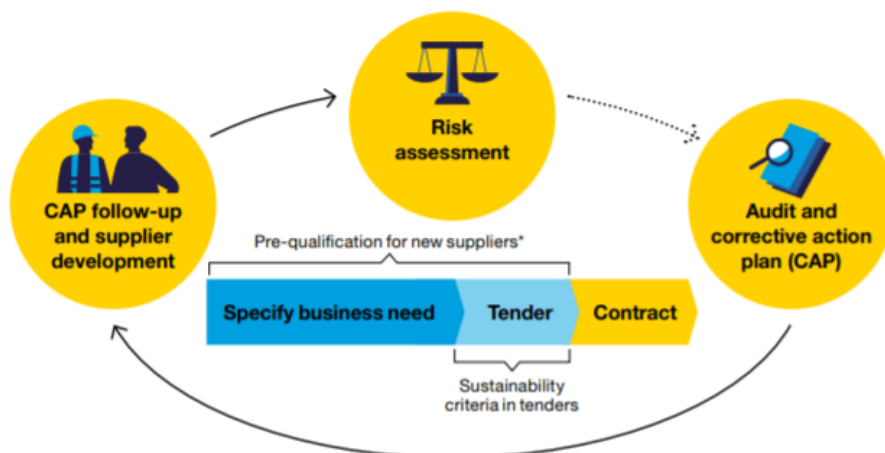 Risk
assessment
CAP follow-up
and supplier
development
Audit and
corrective action
plan (CAP)
Pre-qualification for new suppliers*
Specify business need
Tender
Contract
Sustainability
criteria in tenders